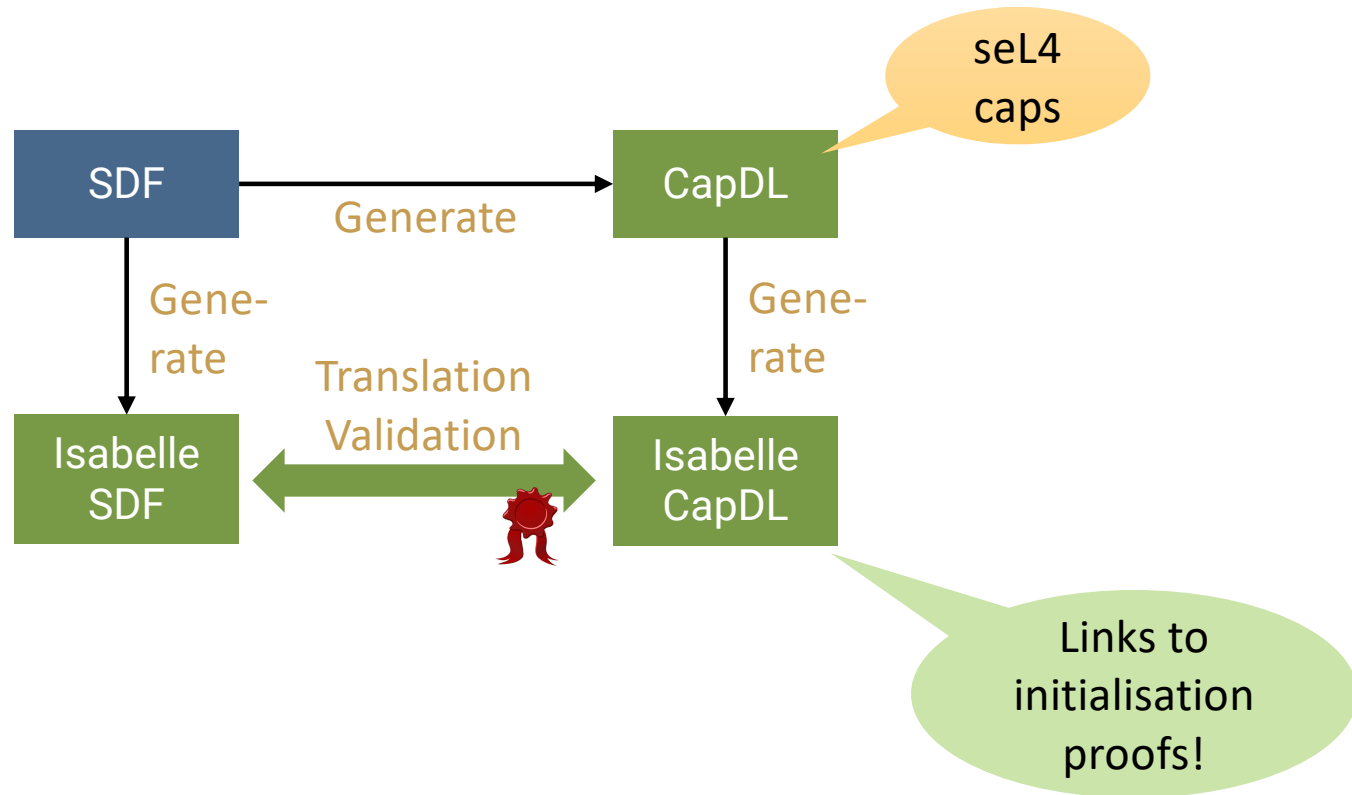 seL4
caps
SDF
CapDL
Generate
Gene-
rate
Gene-
rate
Translation
Validation
Isabelle
SDF
Isabelle
CapDL
Links to
initialisation
proofs!